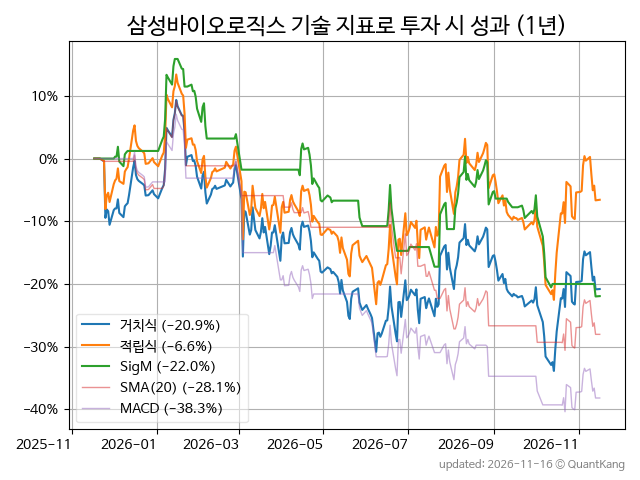 삼성바이오로직스 기술 지표로 투자 시 성과 (1년)
10%
0%
−10%
−20%
−30%
−40%
거치식 (−20.9%)
적립식 (−6.6%)
SigM (−22.0%)
SMA(20) (−28.1%)
MACD (−38.3%)
2025-11
2026-01
2026-03
2026-05
2026-07
2026-09
2026-11
updated: 2026-11-16 © QuantKang